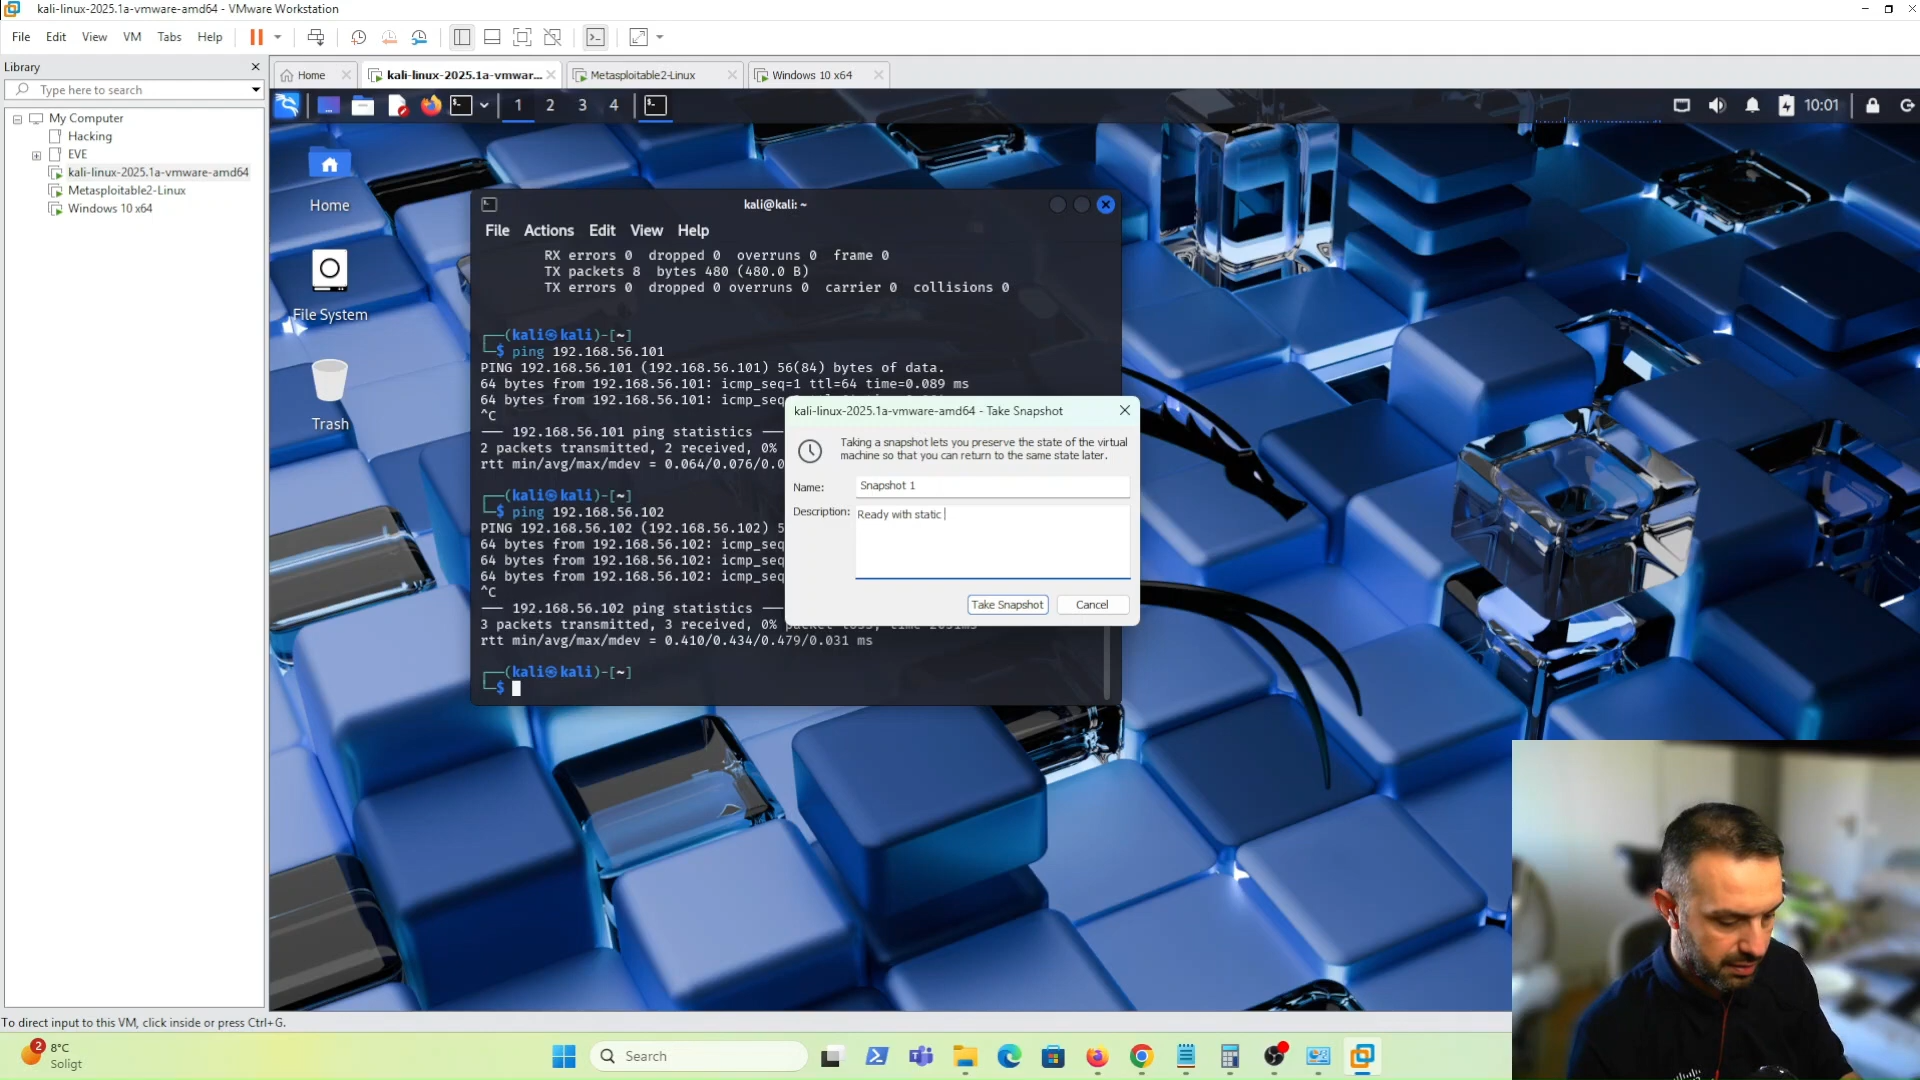 kali-linux-2025.1a-vmware-amd64 - VMware Workstation
File Edit View VM Tabs Help
Library
Type here to search
My Computer
Hacking
EVE
kali-linux-2025.1a-vmware-amd64
Metasploitable2-Linux
Windows 10 x64
Home
kali-linux-2025.1a-vmwar...
Metasploitable2-Linux
Windows 10 x64
1 2 3 4
10:01
Home
File System
Trash
kali@kali: ~
File Actions Edit View Help
RX errors 0 dropped 0 overruns 0 frame 0
TX packets 8 bytes 480 (480.0 B)
TX errors 0 dropped 0 overruns 0 carrier 0 collisions 0
(kali㉿kali)-[~]
$ ping 192.168.56.101
PING 192.168.56.101 (192.168.56.101) 56(84) bytes of data.
64 bytes from 192.168.56.101: icmp_seq=1 ttl=64 time=0.089 ms
64 bytes from 192.168.56.101: icmp_seq
^C
— 192.168.56.101 ping statistics —
2 packets transmitted, 2 received, 0%
rtt min/avg/max/mdev = 0.064/0.076/0.0
(kali㉿kali)-[~]
$ ping 192.168.56.102
PING 192.168.56.102 (192.168.56.102) 5
64 bytes from 192.168.56.102: icmp_seq
64 bytes from 192.168.56.102: icmp_seq
64 bytes from 192.168.56.102: icmp_seq
^C
— 192.168.56.102 ping statistics —
3 packets transmitted, 3 received, 0%
rtt min/avg/max/mdev = 0.410/0.434/0.479/0.031 ms
(kali㉿kali)-[~]
$
kali-linux-2025.1a-vmware-amd64 - Take Snapshot
Taking a snapshot lets you preserve the state of the virtual
machine so that you can return to the same state later.
Name: Snapshot 1
Description: Ready with static
Take Snapshot Cancel
To direct input to this VM, click inside or press Ctrl+G.
2
8°C
Soligt
Search